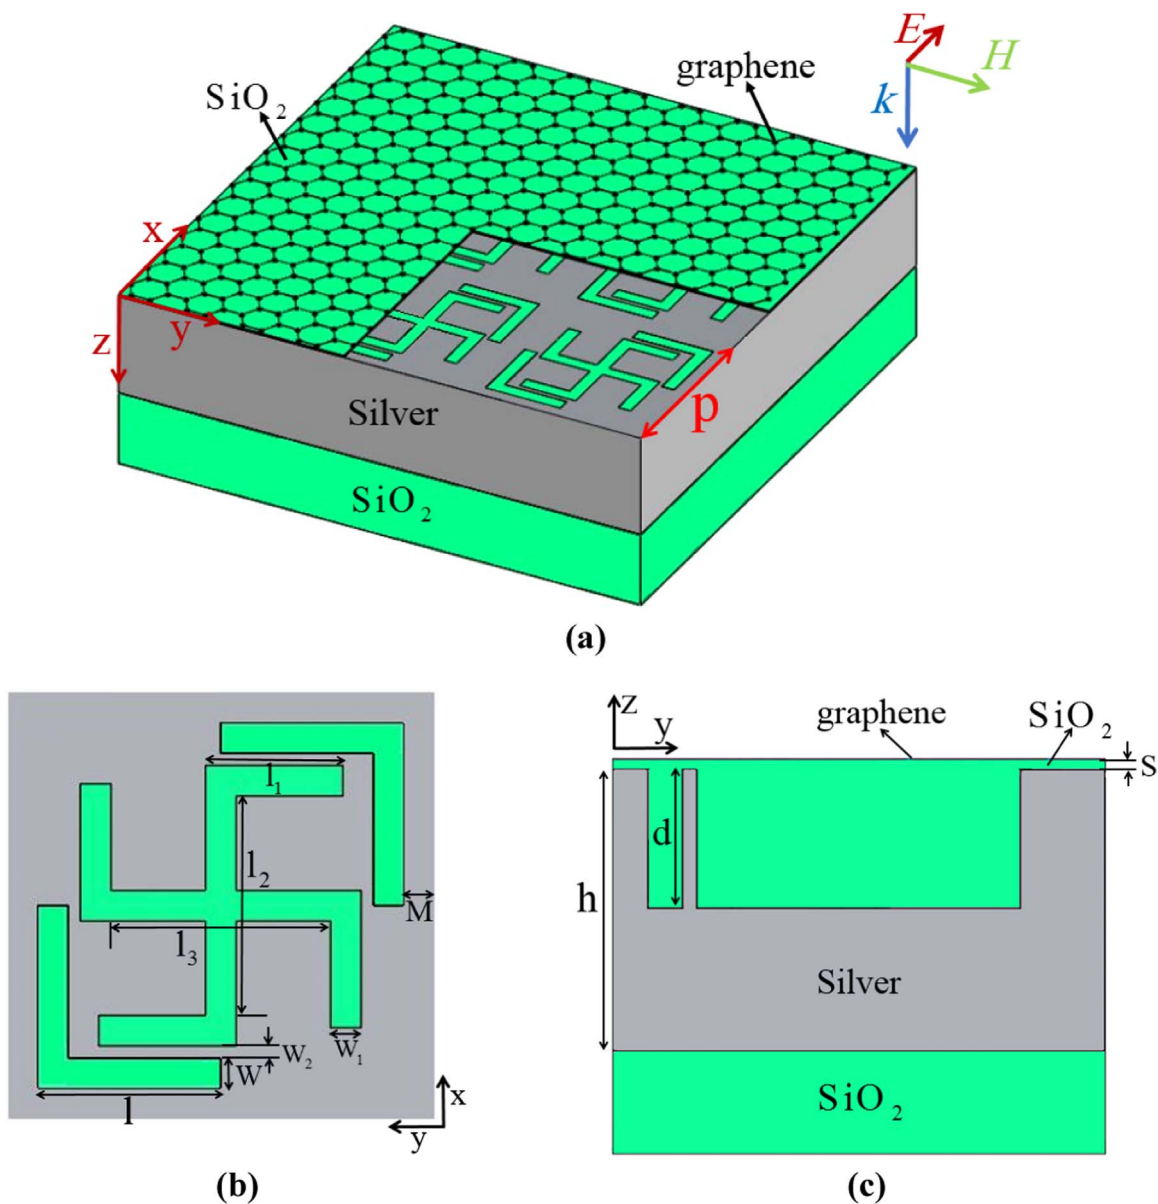 E
H
k
graphene
SiO₂
x
y
z
Silver
p
SiO₂
(a)
l₁
l₂
M
l₃
W₂
W₁
W
l
x
y
(b)
z
y
graphene
SiO₂
S
d
h
Silver
SiO₂
(c)